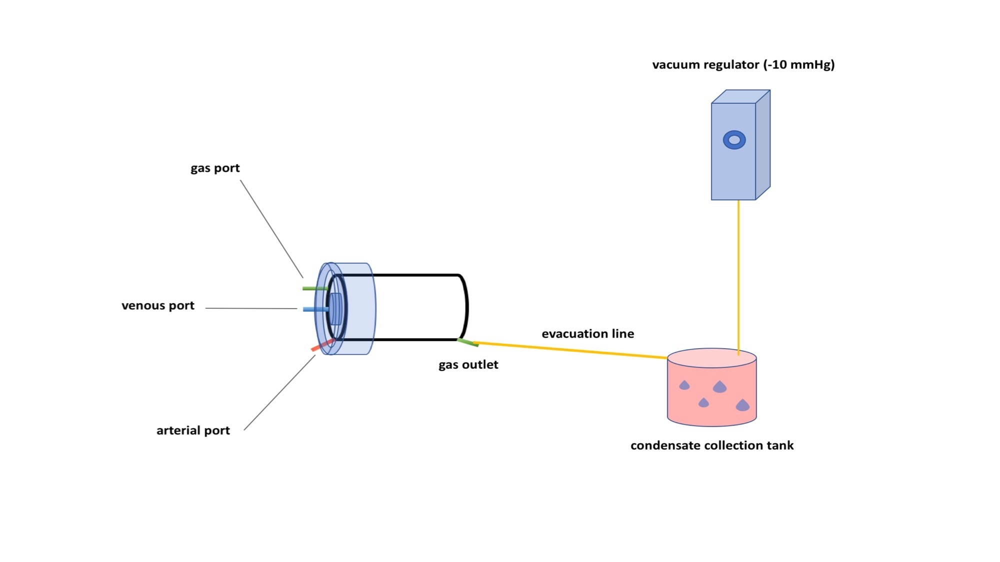 vacuum regulator (-10 mmHg)
gas port
venous port
evacuation line
gas outlet
arterial port
condensate collection tank